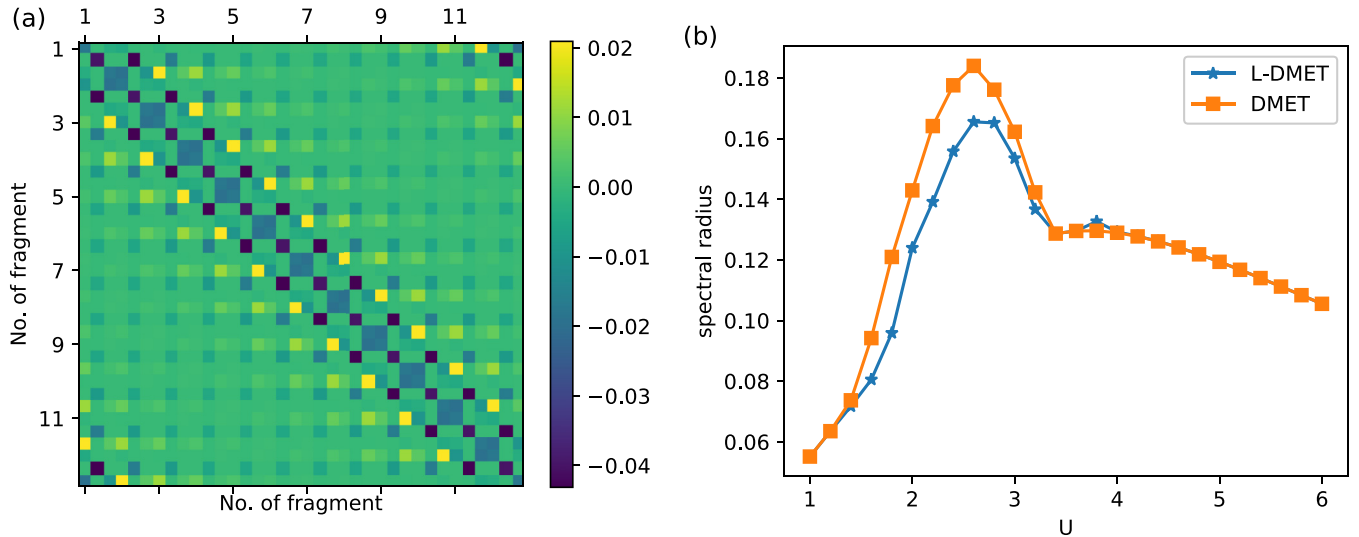 (a)
1 3 5 7 9 11
1
3
5
7
9
11
No. of fragment
No. of fragment
0.02
0.01
0.00
−0.01
−0.02
−0.03
−0.04
(b)
L-DMET
DMET
0.18
0.16
0.14
0.12
0.10
0.08
0.06
spectral radius
1 2 3 4 5 6
U